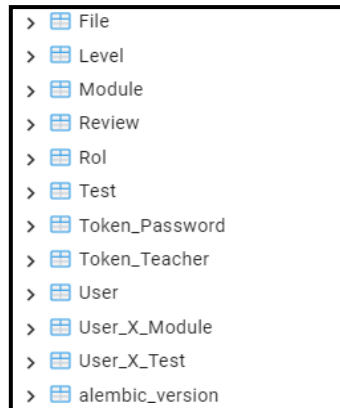 File
Level
Module
Review
Rol
Test
Token_Password
Token_Teacher
User
User_X_Module
User_X_Test
alembic_version